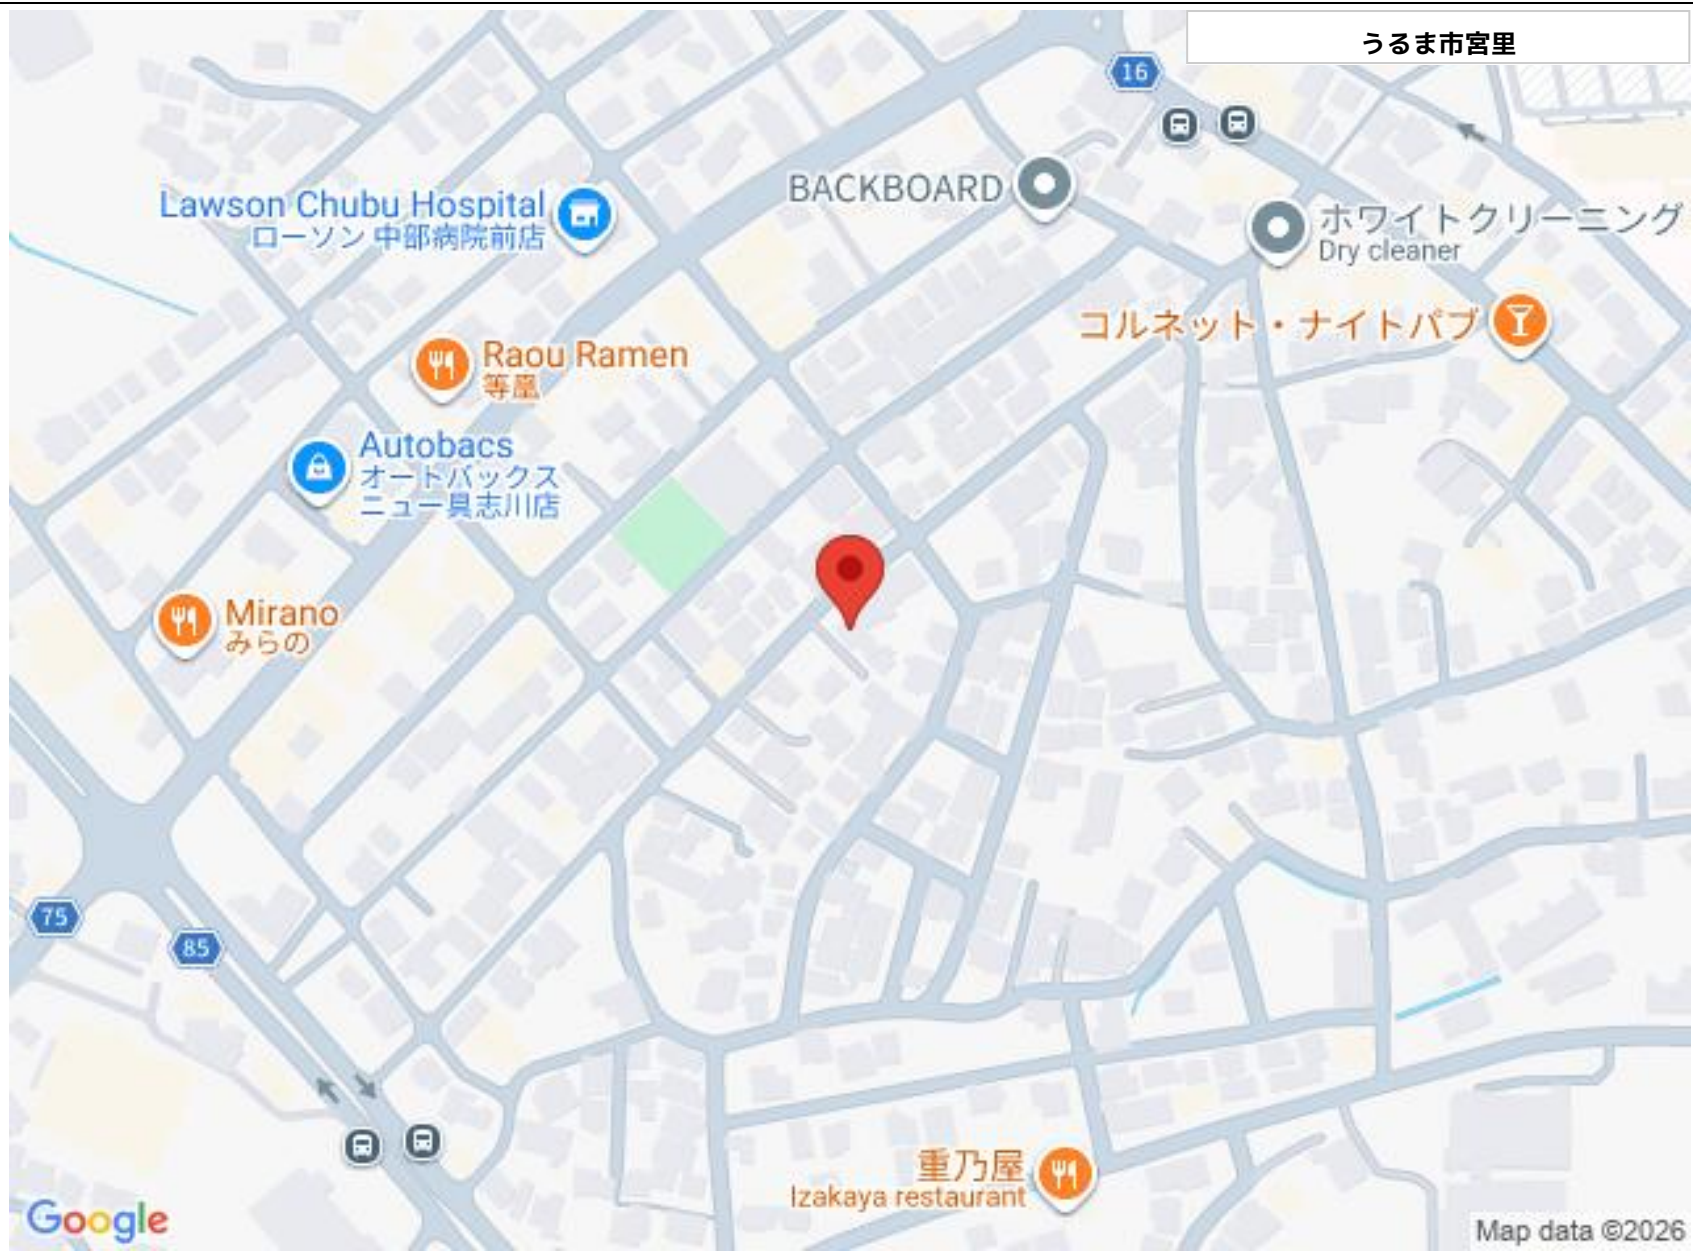 うるま市宮里
16
BACKBOARD
Lawson Chubu Hospital
ローソン 中部病院前店
ホワイトクリーニング
Dry cleaner
コルネット・ナイトパブ
Raou Ramen
等凰
Autobacs
オートバックス
ニュー具志川店
Mirano
みらの
75
85
重乃屋
Izakaya restaurant
Google
Map data ©2026